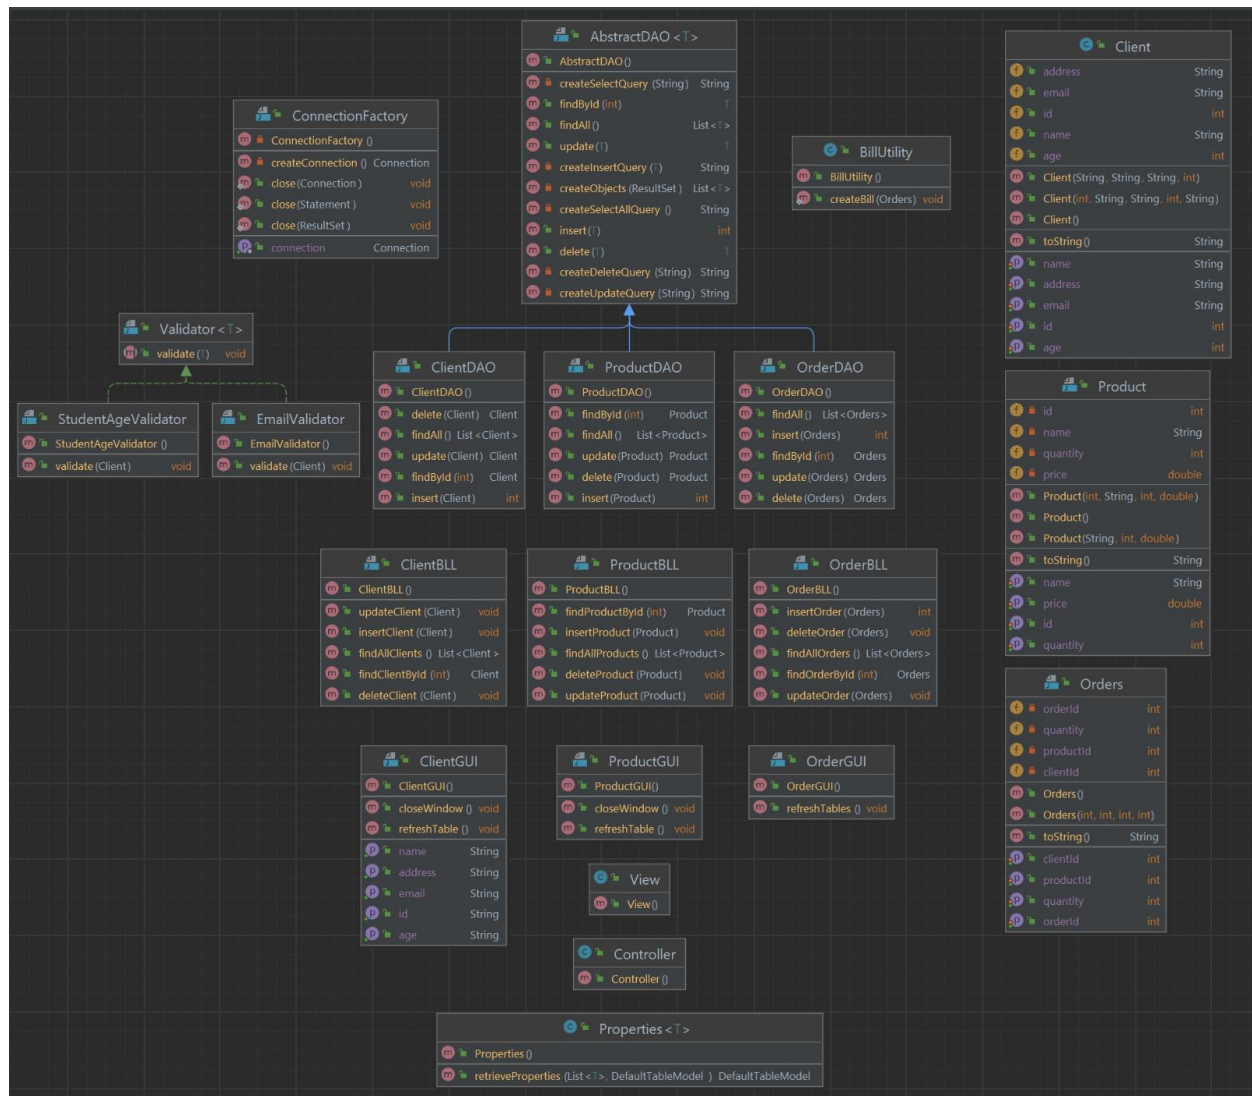 AbstractDAO <T>
AbstractDAO ()
createSelectQuery (String) String
findById (int) T
findAll () List <T>
update (T) T
createInsertQuery (T) String
createObjects (ResultSet) List <T>
createSelectAllQuery () String
insert (T) int
delete (T) T
createDeleteQuery (String) String
createUpdateQuery (String) String
Client
address String
email String
id int
name String
age int
Client(String, String, String, int)
Client(int, String, String, int, String)
Client()
toString() String
name String
address String
email String
id int
age int
ConnectionFactory
ConnectionFactory ()
createConnection () Connection
close(Connection ) void
close(Statement ) void
close(ResultSet ) void
connection Connection
BillUtility
BillUtility ()
createBill (Orders) void
Validator <T>
validate (T) void
StudentAgeValidator
StudentAgeValidator ()
validate (Client) void
EmailValidator
EmailValidator ()
validate (Client) void
ClientDAO
ClientDAO ()
delete (Client) Client
findAll () List <Client >
update (Client) Client
findById (int) Client
insert (Client) int
ProductDAO
ProductDAO ()
findById (int) Product
findAll () List <Product>
update (Product) Product
delete (Product) Product
insert (Product) int
OrderDAO
OrderDAO ()
findAll () List <Orders>
insert (Orders) int
findById (int) Orders
update (Orders) Orders
delete (Orders) Orders
Product
id int
name String
quantity int
price double
Product(int, String, int, double)
Product()
Product(String, int, double)
toString() String
name String
price double
id int
quantity int
ClientBLL
ClientBLL ()
updateClient (Client) void
insertClient (Client) void
findAllClients () List <Client >
findClientById (int) Client
deleteClient (Client) void
ProductBLL
ProductBLL ()
findProductById (int) Product
insertProduct (Product) void
findAllProducts () List <Product>
deleteProduct (Product) void
updateProduct (Product) void
OrderBLL
OrderBLL ()
insertOrder (Orders) int
deleteOrder (Orders) void
findAllOrders () List <Orders >
findOrderById (int) Orders
updateOrder (Orders) void
Orders
orderId int
quantity int
productId int
clientId int
Orders()
Orders(int, int, int, int)
toString() String
clientId int
productId int
quantity int
orderId int
ClientGUI
ClientGUI()
closeWindow () void
refreshTable () void
name String
address String
email String
id String
age String
ProductGUI
ProductGUI()
closeWindow () void
refreshTable () void
OrderGUI
OrderGUI()
refreshTables () void
View
View()
Controller
Controller()
Properties <T>
Properties ()
retrieveProperties (List <T>, DefaultTableModel ) DefaultTableModel